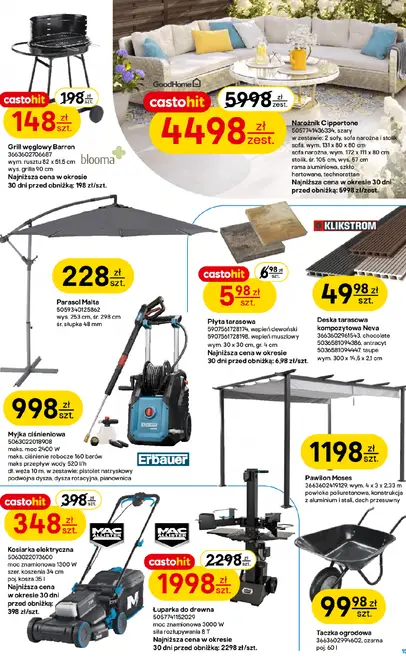 castohit 198 zł szt.
148 zł szt.
Grill węglowy Barron
3663602706687
wym. rusztu 82 x 51.5 cm
wys. grilla 90 cm
Najniższa cena w okresie
30 dni przed obniżką: 198 zł/szt.
blooma
GoodHome
castohit 5998 zł zest.
4498 zł zest.
Narożnik Cippertone
5057741436334, szary
w zestawie: 2 sofy, sofa narożna i stolik
sofa, wym. 131 x 80 x 80 cm
sofa narożna, wym. 172 x 111 x 80 cm
stolik, śr. 105 cm, wys. 67 cm
rama aluminiowa, szkło
hartowane, technorattan
Najniższa cena w okresie 30 dni
przed obniżką: 5998 zł/zest.
228 zł szt.
Parasol Malta
5059340125862
wys. 253 cm, śr. 298 cm
śr. słupka 48 mm
castohit 6,98 zł/szt.
5,98 zł szt.
Płyta tarasowa
5907561728174, wapień dewoński
5907561728198, wapień muszlowy
wym. 30 x 30 cm, gr. 4 cm
Najniższa cena w okresie
30 dni przed obniżką: 6,98 zł/szt.
KLIKSTROM
49,98 zł szt.
Deska tarasowa
kompozytowa Neva
3663602961543, chocolate
5036581094386, antracyt
5036581094447, taupe
wym. 300 x 14,5 x 2,1 cm
998 zł szt.
Myjka ciśnieniowa
5063022018908
maks. moc 2400 W
maks. ciśnienie robocze 160 barów
maks przepływ wody 520 l/h
dł. węża 10 m, w zestawie: pistolet natryskowy
podwójna dysza, dysza rotacyjna, pianownica
Erbauer
1198 zł szt.
Pawilon Moses
3663602449129, wym. 4 x 3 x 2,33 m
powłoka poliuretanowa, konstrukcja
z aluminium i stali, dach przesuwny
castohit 398 zł szt.
348 zł szt.
MAC ALLISTER
Kosiarka elektryczna
5063022073600
moc znamionowa 1300 W
szer. koszenia 34 cm
poj. kosza 35 l
Najniższa cena
w okresie 30 dni
przed obniżką:
398 zł/szt.
MAC ALLISTER
castohit 2298 zł szt.
1998 zł szt.
Łuparka do drewna
5057741152029
moc znamionowa 3000 W
siła rozłupywania 8 T
Najniższa cena w okresie
30 dni przed obniżką: 2298 zł/szt.
99,98 zł szt.
Taczka ogrodowa
3663602994602, czarna
poj. 60 l